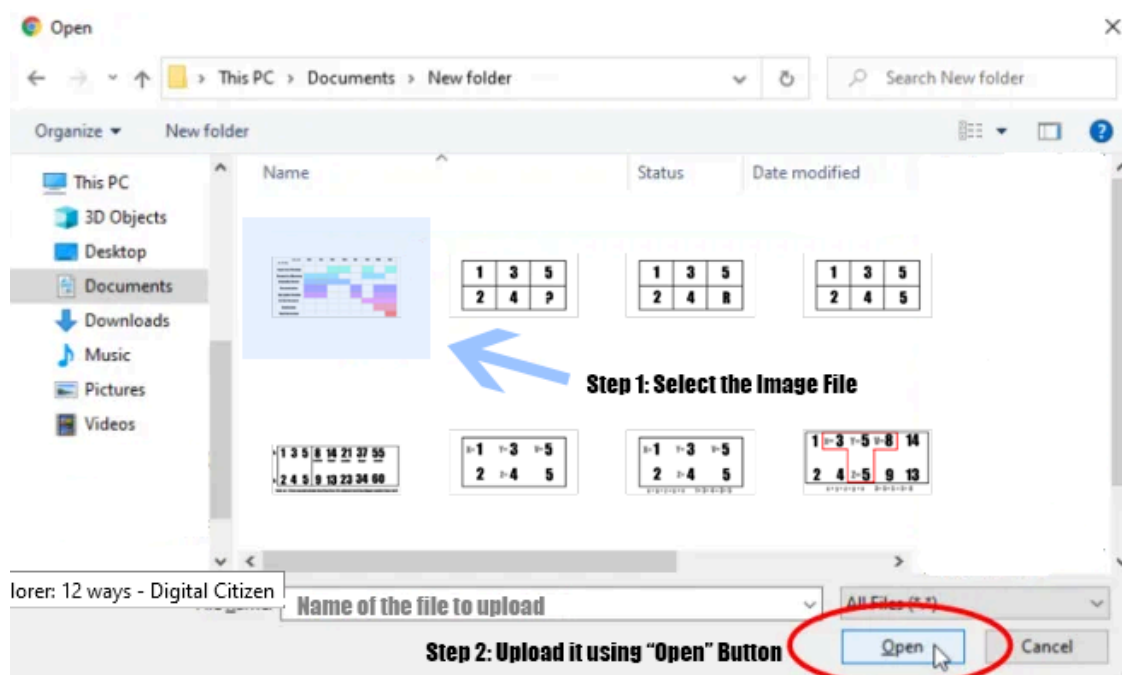 Open
This PC > Documents > New folder
Search New folder
Organize
New folder
Name
Status
Date modified
This PC
3D Objects
Desktop
Documents
Downloads
Music
Pictures
Videos
1 3 5
2 4 ?
1 3 5
2 4 R
1 3 5
2 4 5
Step 1: Select the Image File
1 3 5 8 14 21 37 55
2 4 5 9 13 23 34 60
1 3 5
2 4 5
1 3 5
2 4 5
1 3 5 8 14
2 4 5 9 13
lorer: 12 ways - Digital Citizen
Name of the file to upload
All Files (*.*)
Step 2: Upload it using “Open” Button
Open
Cancel